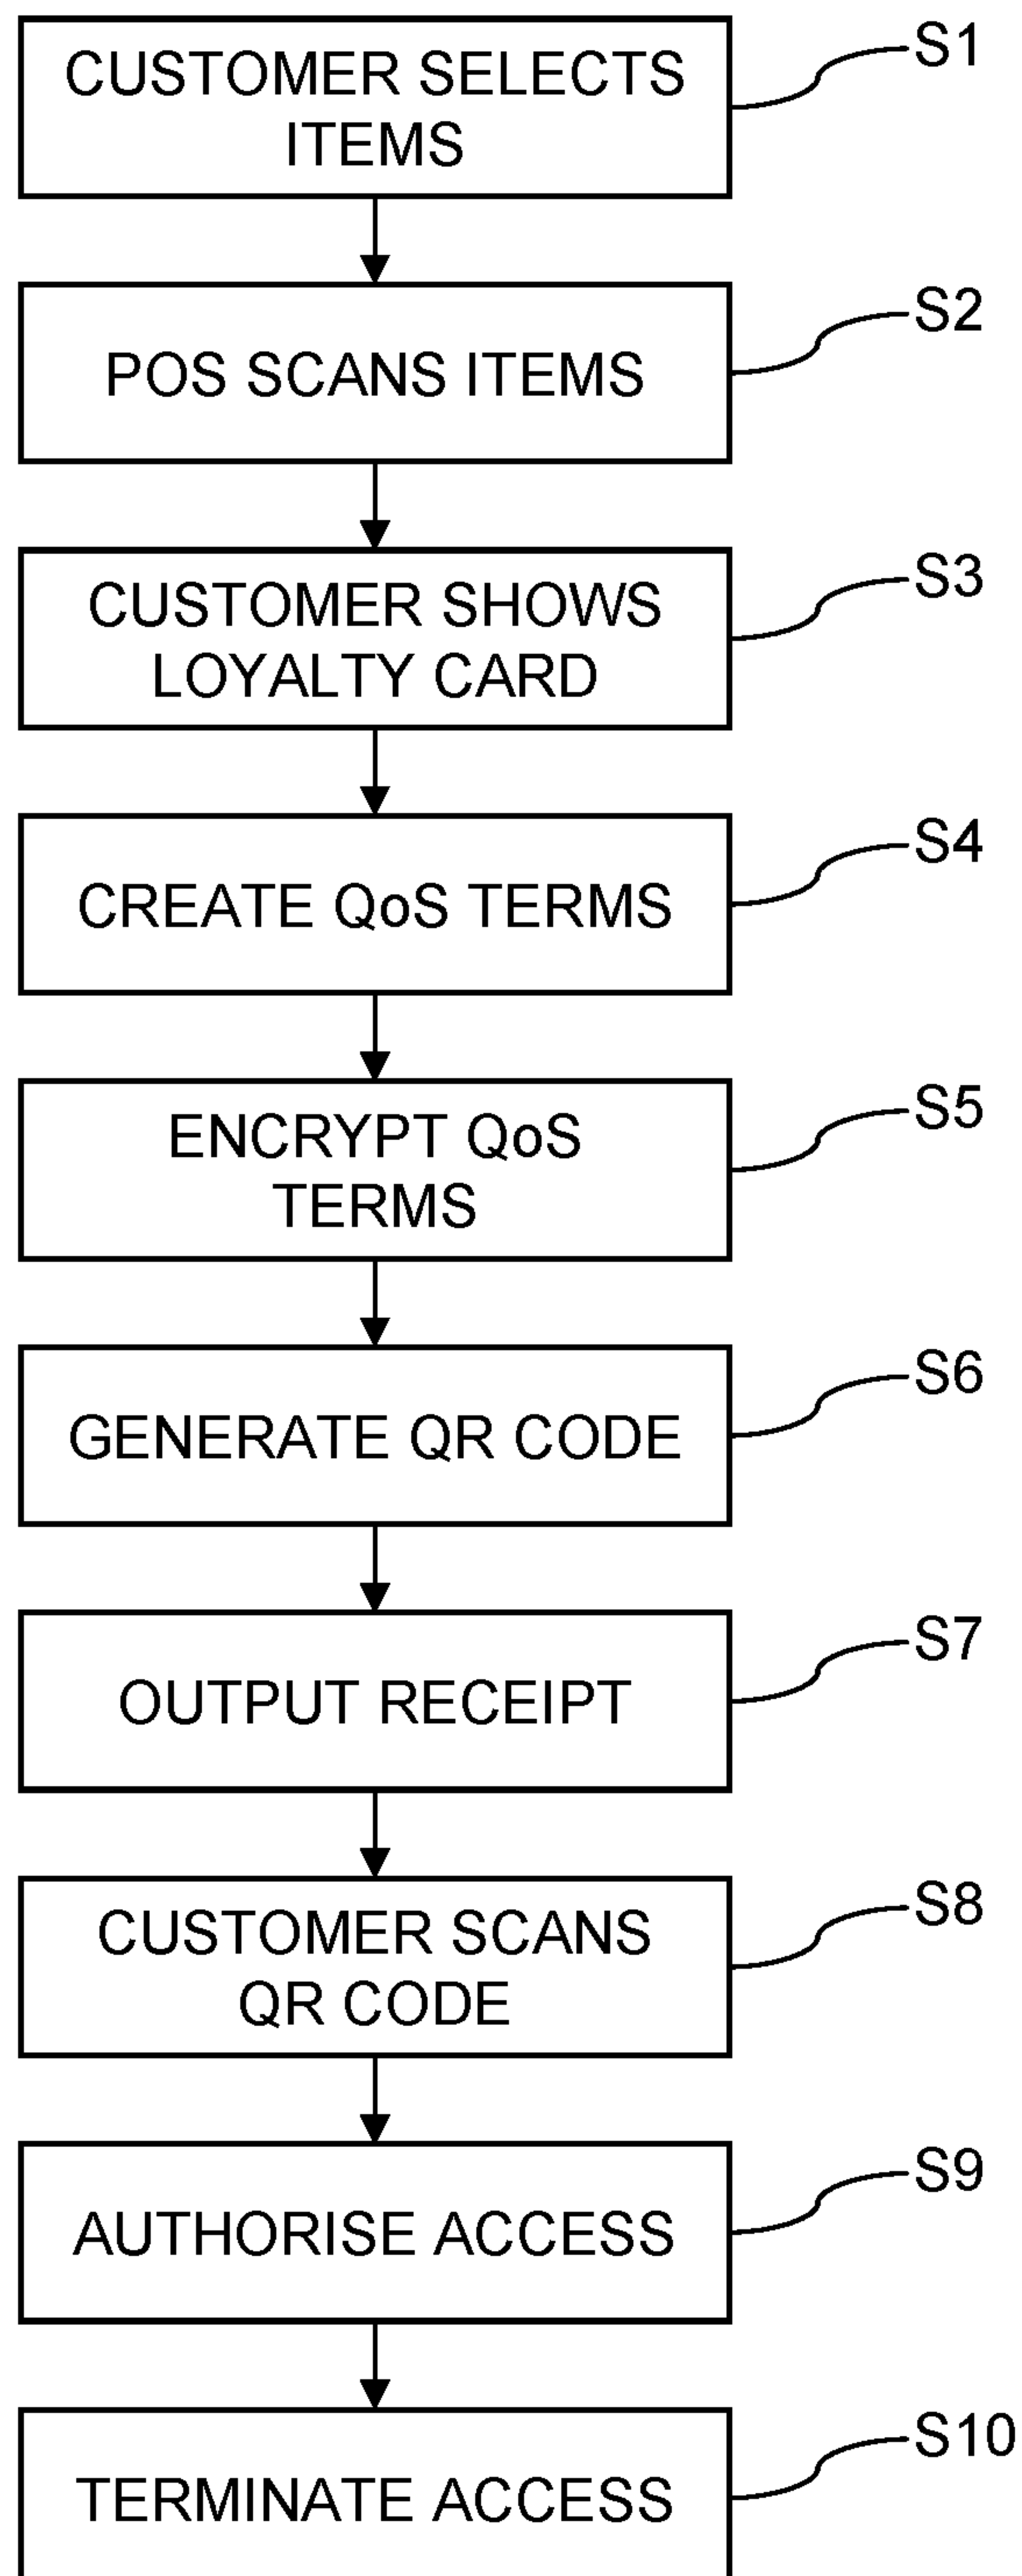 CUSTOMER SELECTS
ITEMS
S1
POS SCANS ITEMS
S2
CUSTOMER SHOWS
LOYALTY CARD
S3
CREATE QoS TERMS
S4
ENCRYPT QoS
TERMS
S5
GENERATE QR CODE
S6
OUTPUT RECEIPT
S7
CUSTOMER SCANS
QR CODE
S8
AUTHORISE ACCESS
S9
TERMINATE ACCESS
S10